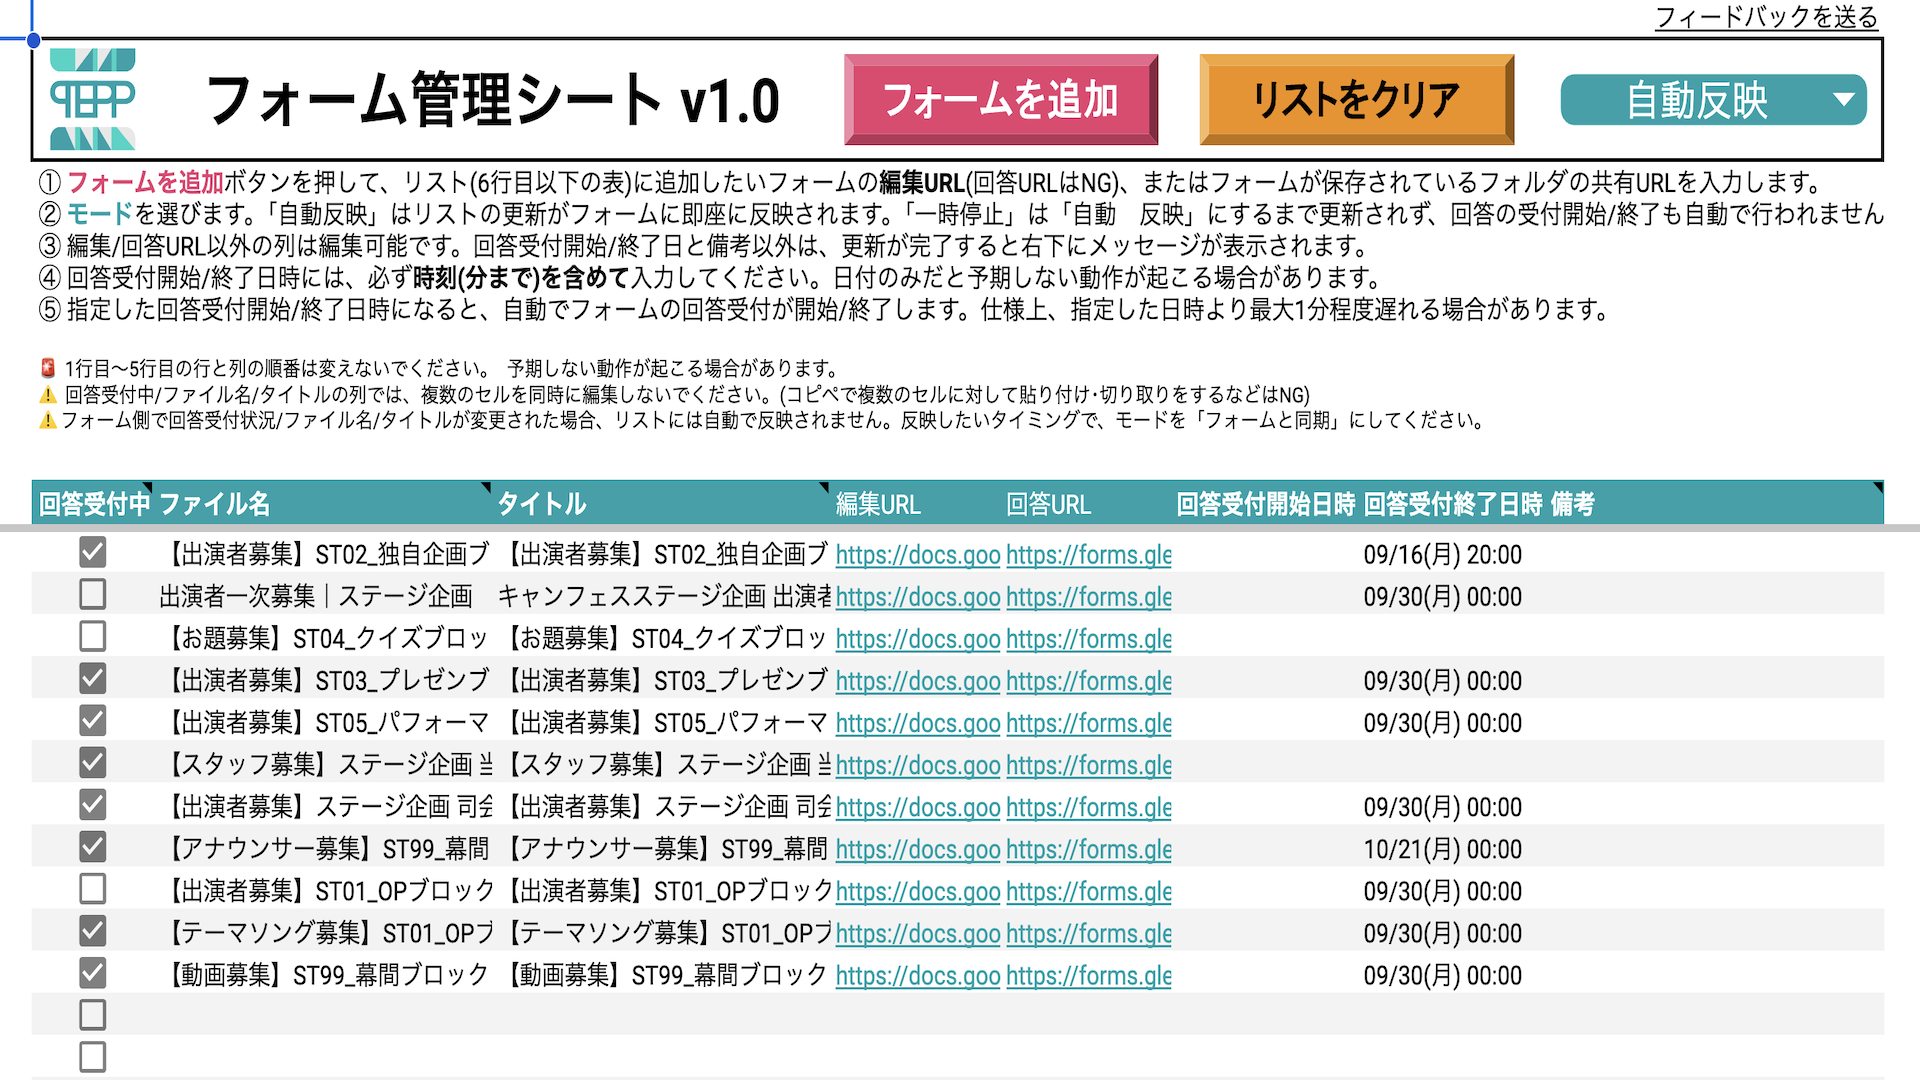 フィードバックを送る
TEPP
フォーム管理シート v1.0
フォームを追加
リストをクリア
自動反映
① フォームを追加ボタンを押して、リスト(6行目以下の表)に追加したいフォームの編集URL(回答URLはNG)、またはフォームが保存されているフォルダの共有URLを入力します。
② モードを選びます。「自動反映」はリストの更新がフォームに即座に反映されます。「一時停止」は「自動　反映」にするまで更新されず、回答の受付開始/終了も自動で行われません
③ 編集/回答URL以外の列は編集可能です。回答受付開始/終了日と備考以外は、更新が完了すると右下にメッセージが表示されます。
④ 回答受付開始/終了日時には、必ず時刻(分まで)を含めて入力してください。日付のみだと予期しない動作が起こる場合があります。
⑤ 指定した回答受付開始/終了日時になると、自動でフォームの回答受付が開始/終了します。仕様上、指定した日時より最大1分程度遅れる場合があります。
🚨 1行目〜5行目の行と列の順番は変えないでください。 予期しない動作が起こる場合があります。
⚠️ 回答受付中/ファイル名/タイトルの列では、複数のセルを同時に編集しないでください。(コピペで複数のセルに対して貼り付け･切り取りをするなどはNG)
⚠️ フォーム側で回答受付状況/ファイル名/タイトルが変更された場合、リストには自動で反映されません。反映したいタイミングで、モードを「フォームと同期」にしてください。
回答受付中 ファイル名 タイトル 編集URL 回答URL 回答受付開始日時 回答受付終了日時 備考
【出演者募集】ST02_独自企画ブ 【出演者募集】ST02_独自企画ブ https://docs.goo https://forms.gle 09/16(月) 20:00
出演者一次募集｜ステージ企画 キャンフェスステージ企画 出演者 https://docs.goo https://forms.gle 09/30(月) 00:00
【お題募集】ST04_クイズブロッ 【お題募集】ST04_クイズブロッ https://docs.goo https://forms.gle
【出演者募集】ST03_プレゼンブ 【出演者募集】ST03_プレゼンブ https://docs.goo https://forms.gle 09/30(月) 00:00
【出演者募集】ST05_パフォーマ 【出演者募集】ST05_パフォーマ https://docs.goo https://forms.gle 09/30(月) 00:00
【スタッフ募集】ステージ企画 当 【スタッフ募集】ステージ企画 当 https://docs.goo https://forms.gle
【出演者募集】ステージ企画 司会 【出演者募集】ステージ企画 司会 https://docs.goo https://forms.gle 09/30(月) 00:00
【アナウンサー募集】ST99_幕間 【アナウンサー募集】ST99_幕間 https://docs.goo https://forms.gle 10/21(月) 00:00
【出演者募集】ST01_OPブロック 【出演者募集】ST01_OPブロック https://docs.goo https://forms.gle 09/30(月) 00:00
【テーマソング募集】ST01_OPブ 【テーマソング募集】ST01_OPブ https://docs.goo https://forms.gle 09/30(月) 00:00
【動画募集】ST99_幕間ブロック 【動画募集】ST99_幕間ブロック https://docs.goo https://forms.gle 09/30(月) 00:00